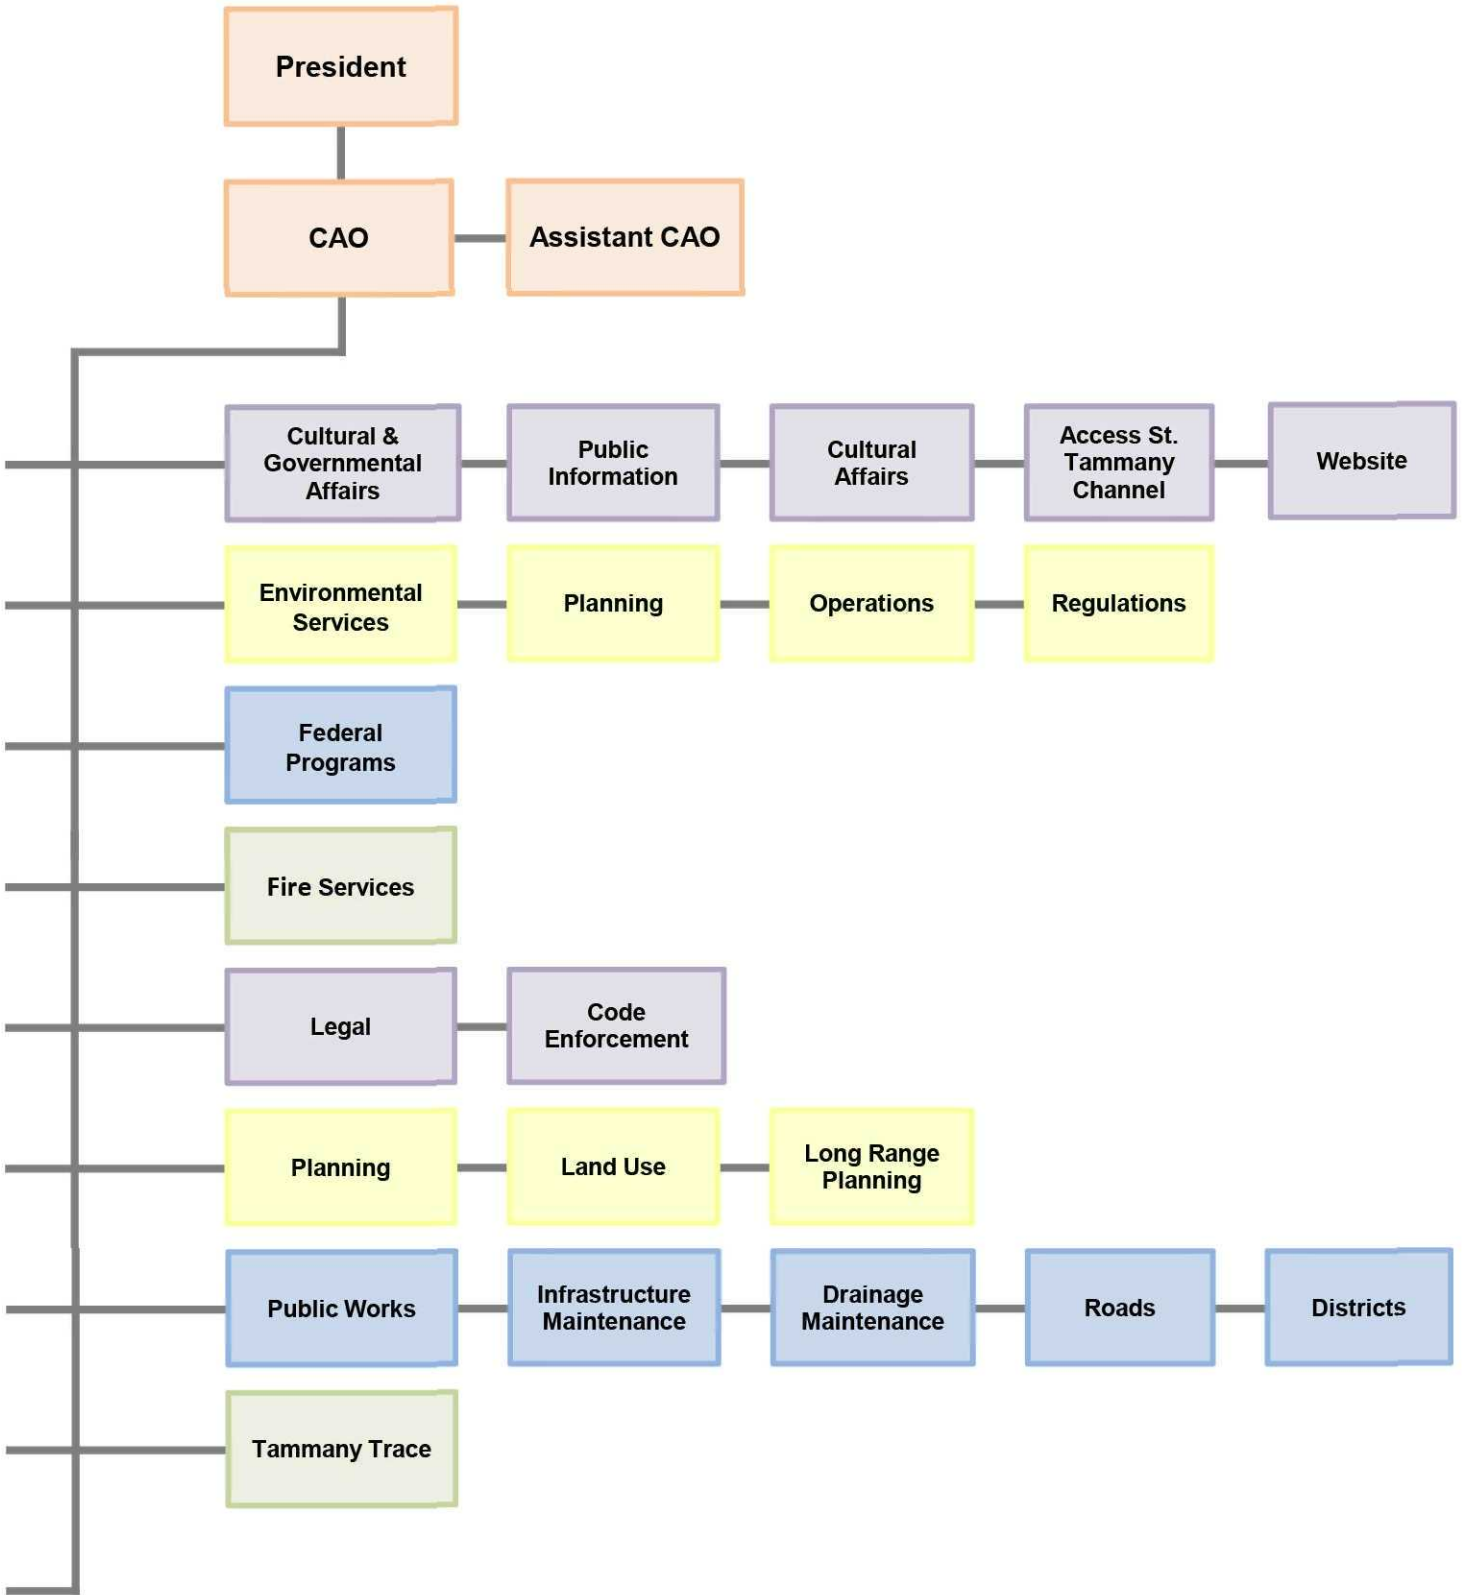 President
CAO
Assistant CAO
Cultural &
Governmental
Affairs
Public
Information
Cultural
Affairs
Access St.
Tammany
Channel
Website
Environmental
Services
Planning
Operations
Regulations
Federal
Programs
Fire Services
Legal
Code
Enforcement
Planning
Land Use
Long Range
Planning
Public Works
Infrastructure
Maintenance
Drainage
Maintenance
Roads
Districts
Tammany Trace